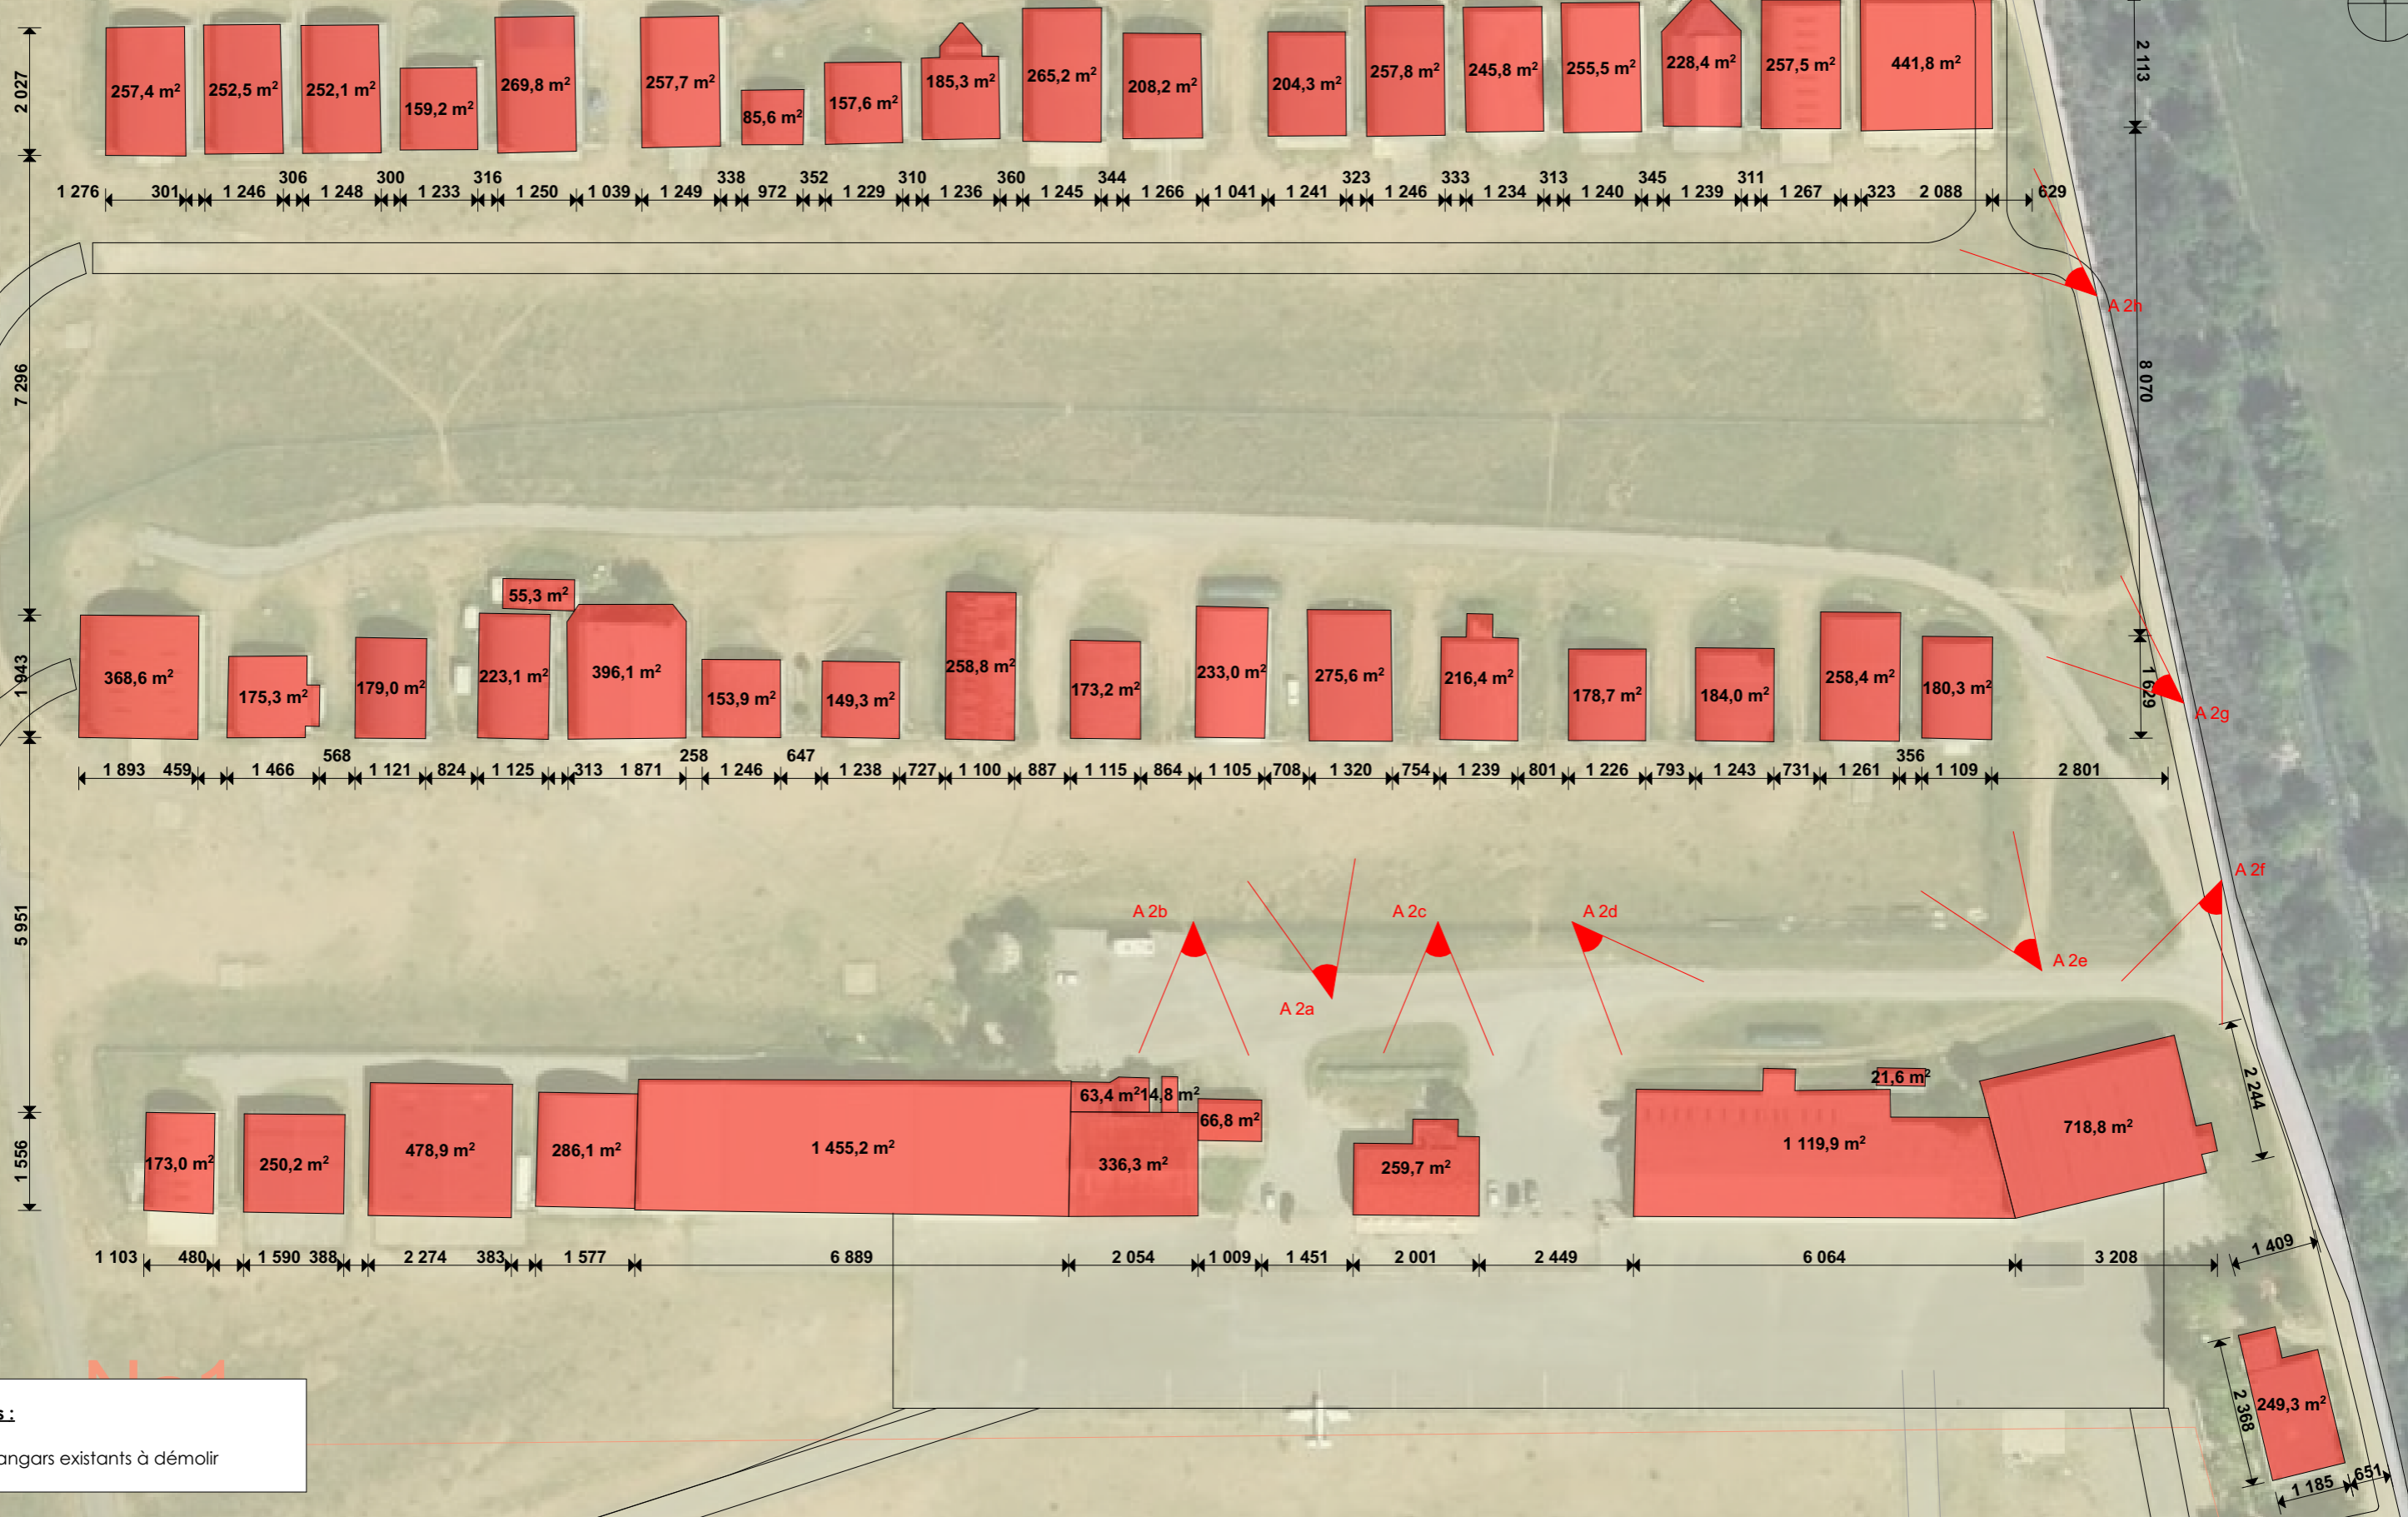 257,4 m²
252,5 m²
252,1 m²
159,2 m²
269,8 m²
257,7 m²
85,6 m²
157,6 m²
185,3 m²
265,2 m²
208,2 m²
204,3 m²
257,8 m²
245,8 m²
255,5 m²
228,4 m²
257,5 m²
441,8 m²
2 027
2 113
1 276
301
1 246
306
1 248
300
1 233
316
1 250
1 039
1 249
338
972
352
1 229
310
1 236
360
1 245
344
1 266
1 041
1 241
323
1 246
333
1 234
313
1 240
345
1 239
311
1 267
323
2 088
629
A 2h
7 296
8 070
55,3 m²
368,6 m²
175,3 m²
179,0 m²
223,1 m²
396,1 m²
153,9 m²
149,3 m²
258,8 m²
173,2 m²
233,0 m²
275,6 m²
216,4 m²
178,7 m²
184,0 m²
258,4 m²
180,3 m²
1 943
1 629
A 2g
1 893
459
1 466
568
1 121
824
1 125
313
1 871
258
1 246
647
1 238
727
1 100
887
1 115
864
1 105
708
1 320
754
1 239
801
1 226
793
1 243
731
1 261
356
1 109
2 801
5 951
A 2b
A 2a
A 2c
A 2d
A 2e
A 2f
2 244
63,4 m²
14,8 m²
66,8 m²
21,6 m²
173,0 m²
250,2 m²
478,9 m²
286,1 m²
1 455,2 m²
336,3 m²
259,7 m²
1 119,9 m²
718,8 m²
1 556
1 103
480
1 590
388
2 274
383
1 577
6 889
2 054
1 009
1 451
2 001
2 449
6 064
3 208
1 409
2 368
249,3 m²
1 185
651
s :
angars existants à démolir